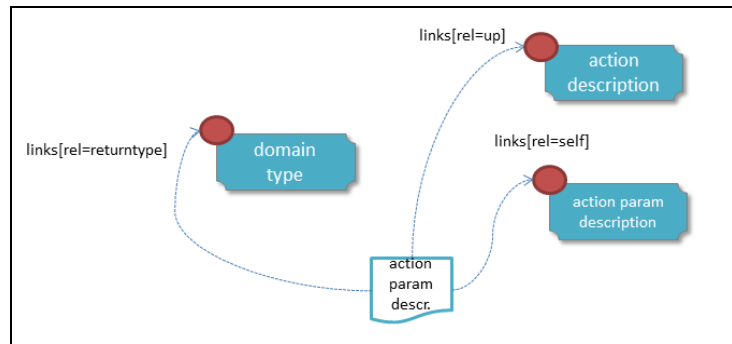 links[rel=up]
action
description
links[rel=returntype]
domain
type
links[rel=self]
action param
description
action
param
descr.